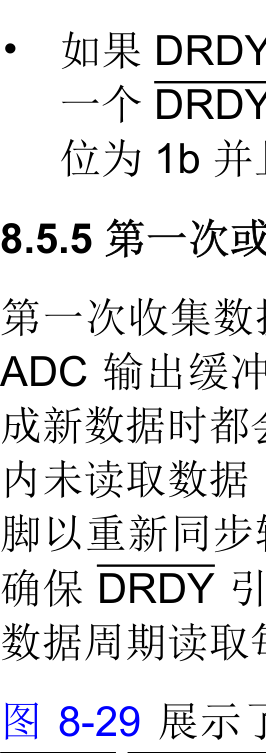 • 如果 DRDY
一个 DRDY
位为 1b 并
8.5.5 第一次或
第一次收集数
ADC 输出缓冲
成新数据时都
内未读取数据
脚以重新同步
确保 DRDY 引
数据周期读取
图 8-29 展示